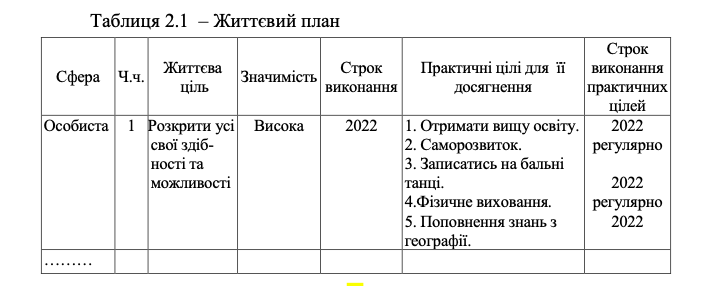 Таблиця 2.1 – Життєвий план
Сфера
Ч.ч.
Життєва
ціль
Значимість
Строк
виконання
Практичні цілі для її
досягнення
Строк
виконання
практичних
цілей
Особиста
1
Розкрити усі
свої здіб-
ності та
можливості
Висока
2022
1. Отримати вищу освіту.
2. Саморозвиток.
3. Записатись на бальні
танці.
4.Фізичне виховання.
5. Поповнення знань з
географії.
2022
регулярно
2022
регулярно
2022
………